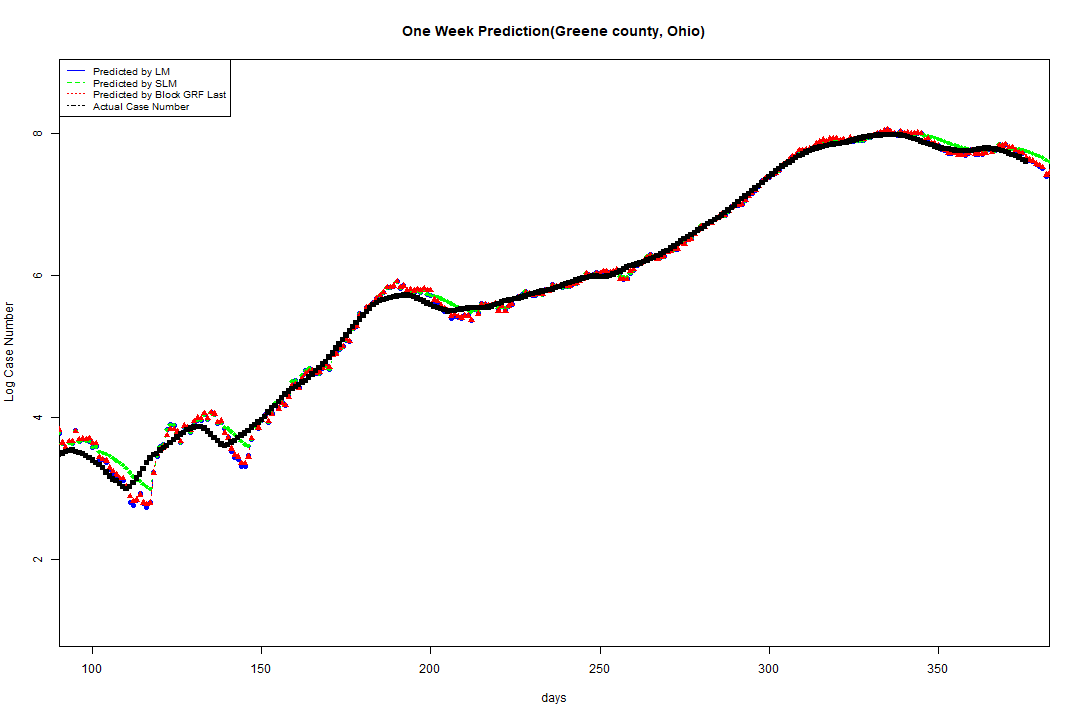 One Week Prediction(Greene county, Ohio)
Predicted by LM
Predicted by SLM
Predicted by Block GRF Last
Actual Case Number
8
6
4
2
Log Case Number
100 150 200 250 300 350
days